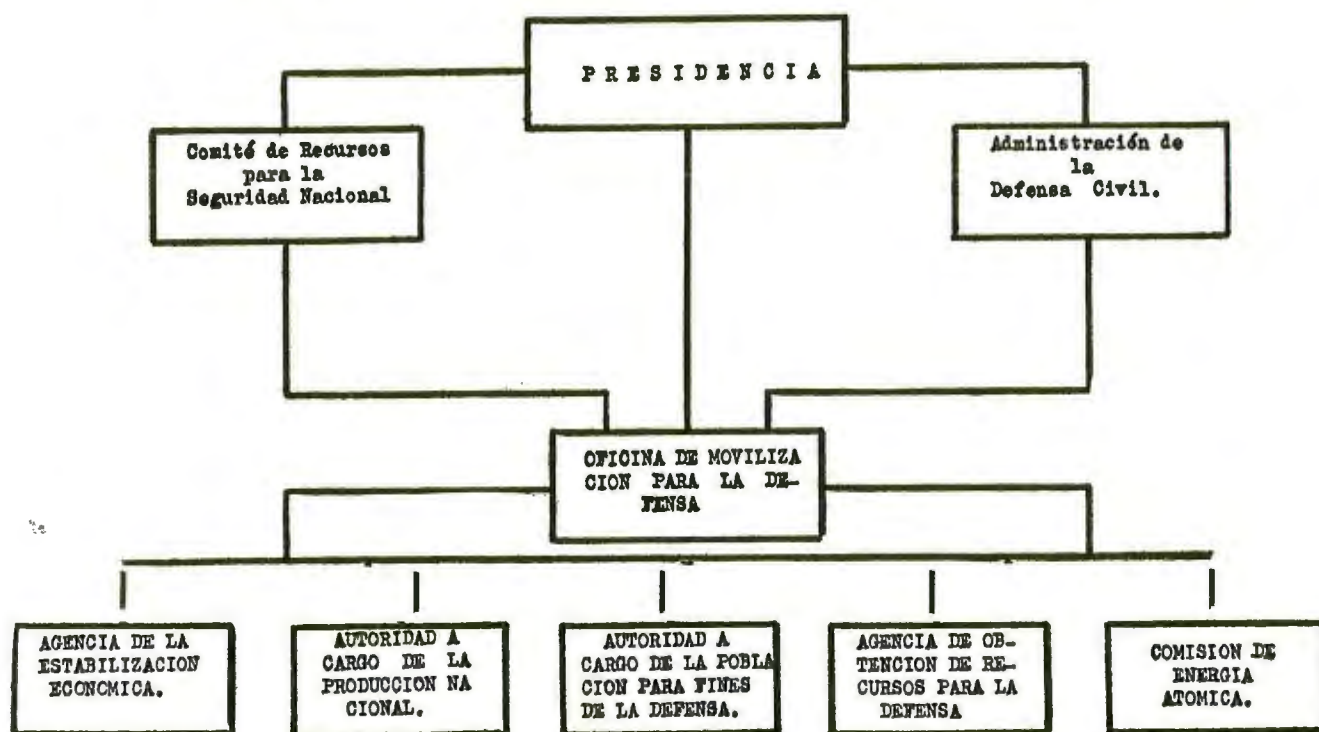 P R E S I D E N C I A
Comité de Recursos
para la
Seguridad Nacional
Administración de
la
Defensa Civil.
OFICINA DE MOVILIZA
CION PARA LA DE-
FENSA
AGENCIA DE LA
ESTABILIZACION
ECONOMICA.
AUTORIDAD A
CARGO DE LA
PRODUCCION NA
CIONAL.
AUTORIDAD A
CARGO DE LA POBLA
CION PARA FINES
DE LA DEFENSA.
AGENCIA DE OB-
TENCION DE RE-
CURSOS PARA LA
DEFENSA
COMISION DE
ENERGIA
ATOMICA.